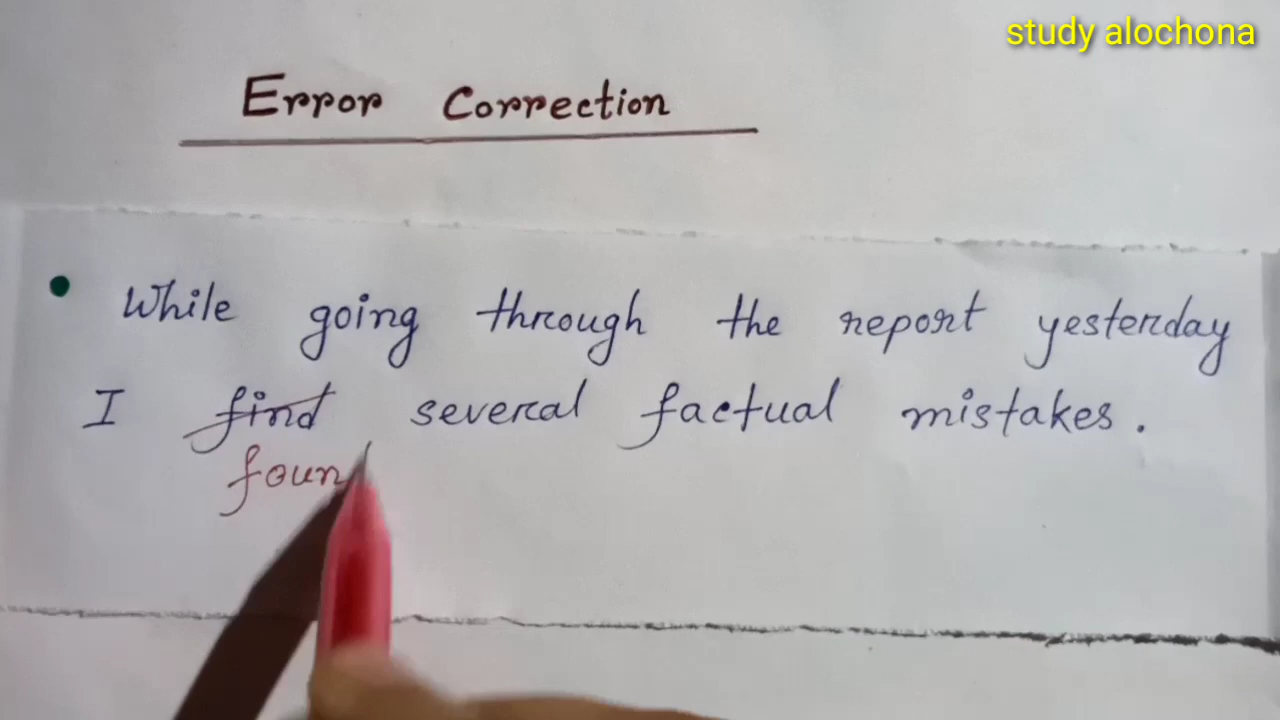 study alochona
Error Correction
While going through the report yesterday
I find several factual mistakes.
foun